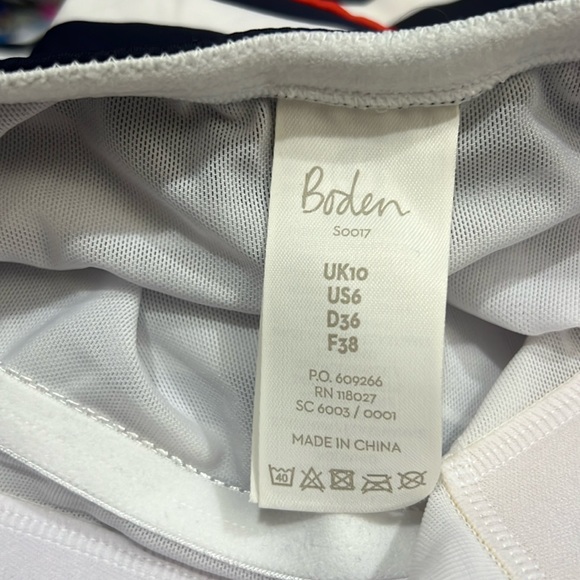 Boden
S0017
UK10
US6
D36
F38
P.O. 609266
RN 118027
SC 6003 / 0001
MADE IN CHINA
40